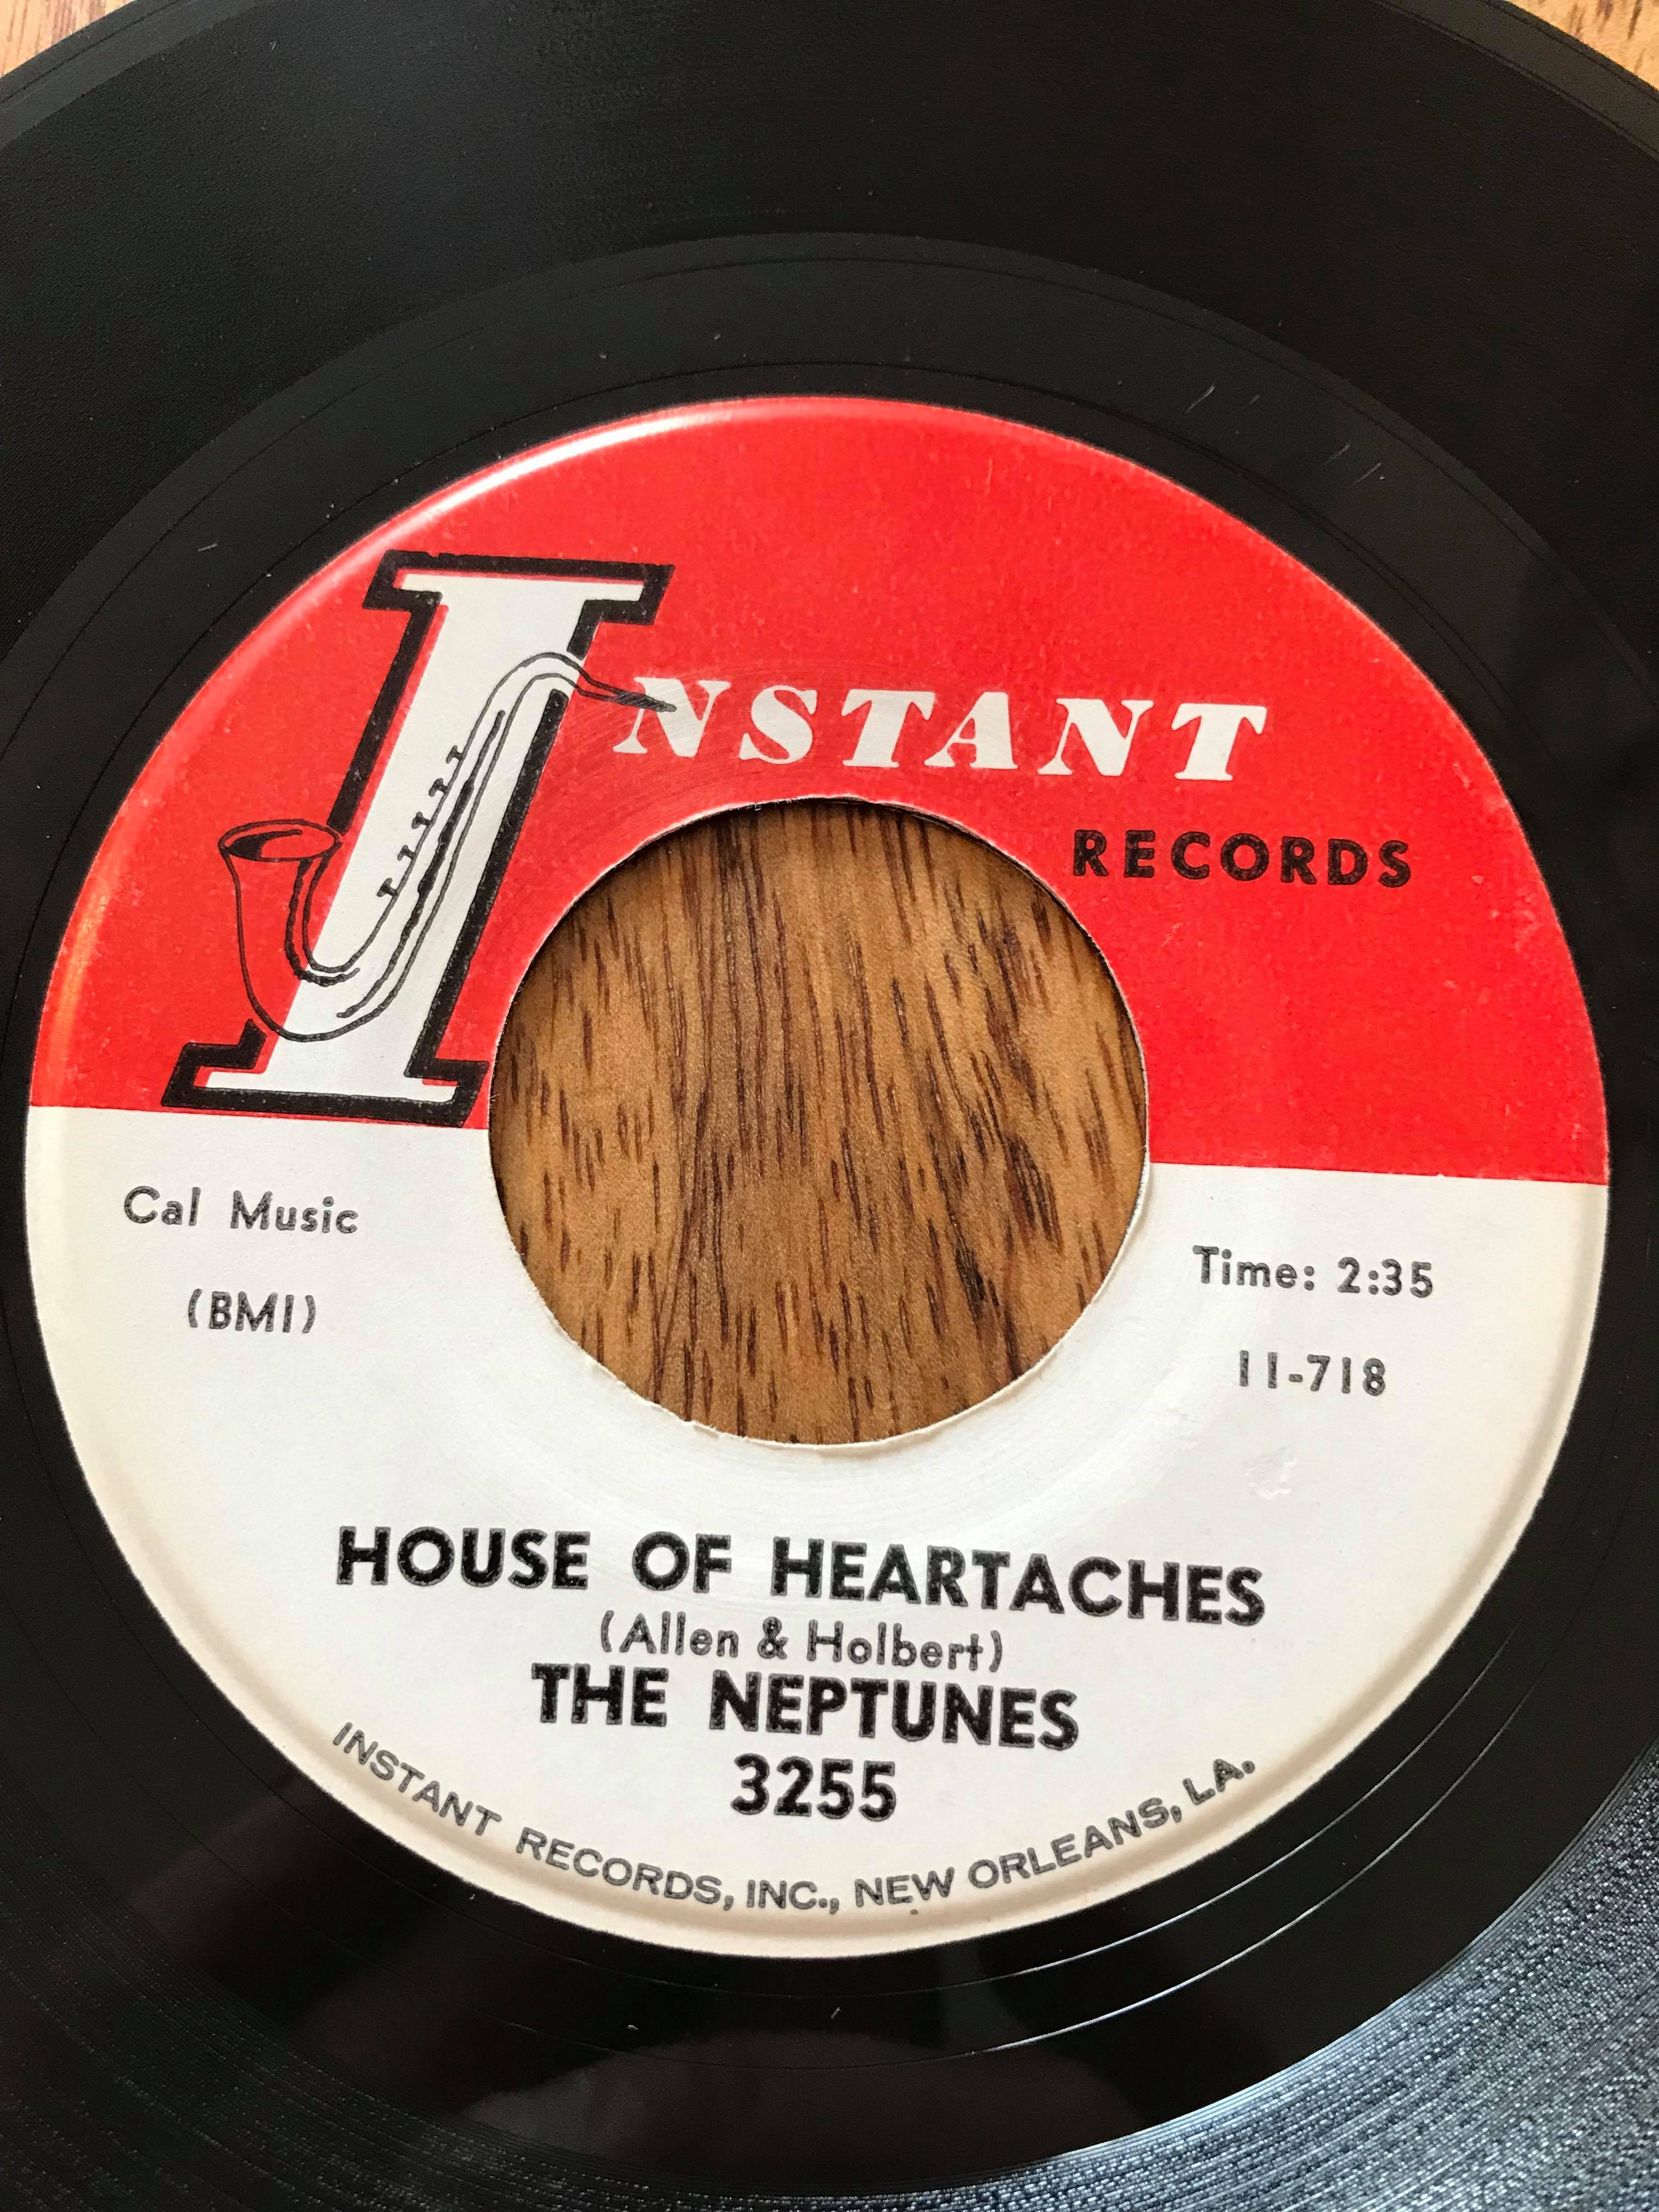 INSTANT
RECORDS
Cal Music
(BMI)
Time: 2:35
11-718
HOUSE OF HEARTACHES
(Allen & Holbert)
THE NEPTUNES
3255
INSTANT RECORDS, INC., NEW ORLEANS, LA.